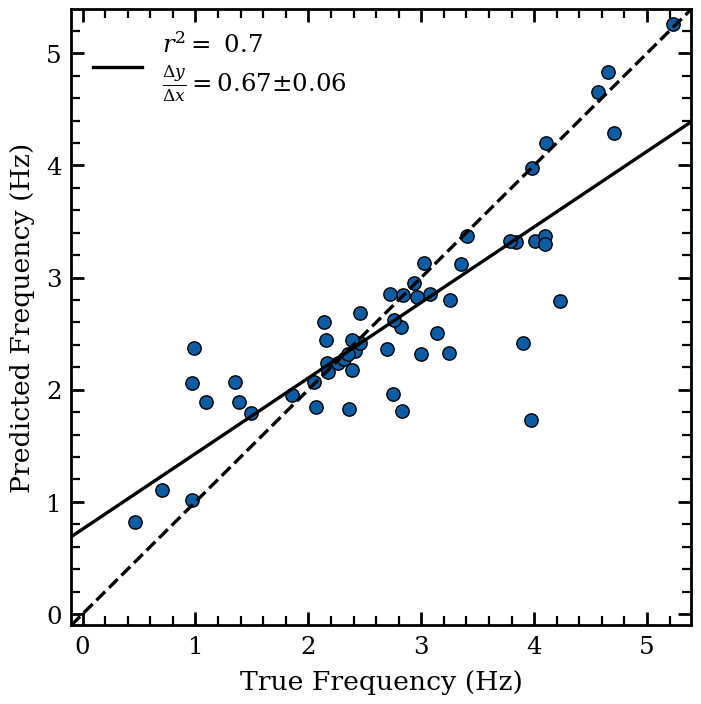 r² = 0.7
Δy/Δx = 0.67±0.06
Predicted Frequency (Hz)
5
4
3
2
1
0
0 1 2 3 4 5
True Frequency (Hz)